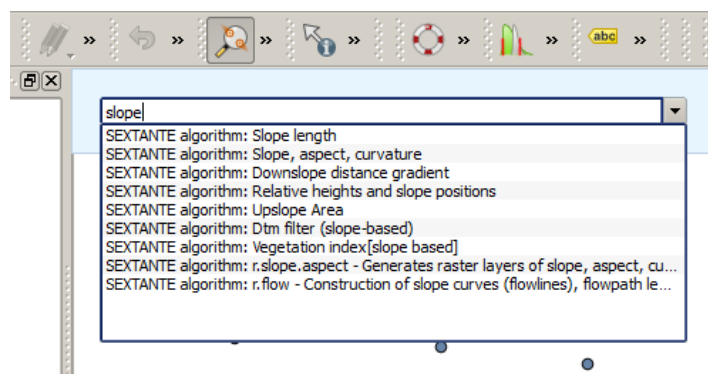 abc
slope
SEXTANTE algorithm: Slope length
SEXTANTE algorithm: Slope, aspect, curvature
SEXTANTE algorithm: Downslope distance gradient
SEXTANTE algorithm: Relative heights and slope positions
SEXTANTE algorithm: Upslope Area
SEXTANTE algorithm: Dtm filter (slope-based)
SEXTANTE algorithm: Vegetation index[slope based]
SEXTANTE algorithm: r.slope.aspect - Generates raster layers of slope, aspect, cu...
SEXTANTE algorithm: r.flow - Construction of slope curves (flowlines), flowpath le...